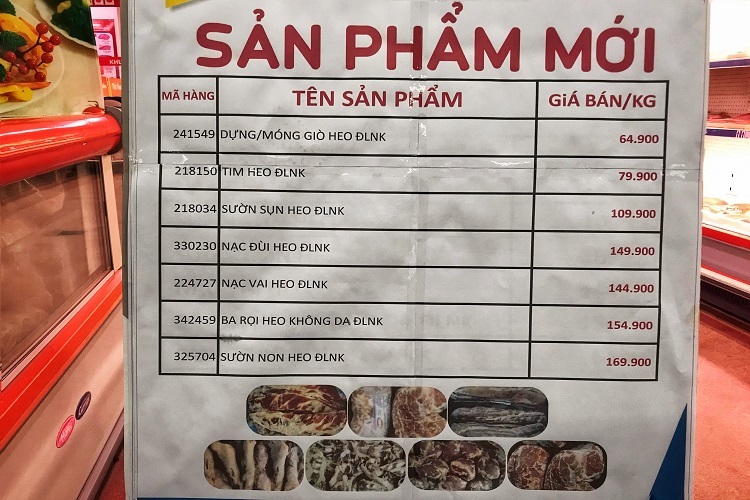 SẢN PHẨM MỚI
MÃ HÀNG TÊN SẢN PHẨM GiÁ BÁN/KG
241549 DỰNG/MÓNG GIÒ HEO ĐLNK 64.900
218150 TIM HEO ĐLNK 79.900
218034 SƯỜN SỤN HEO ĐLNK 109.900
330230 NẠC ĐÙI HEO ĐLNK 149.900
224727 NẠC VAI HEO ĐLNK 144.900
342459 BA RỌI HEO KHÔNG DA ĐLNK 154.900
325704 SƯỜN NON HEO ĐLNK 169.900